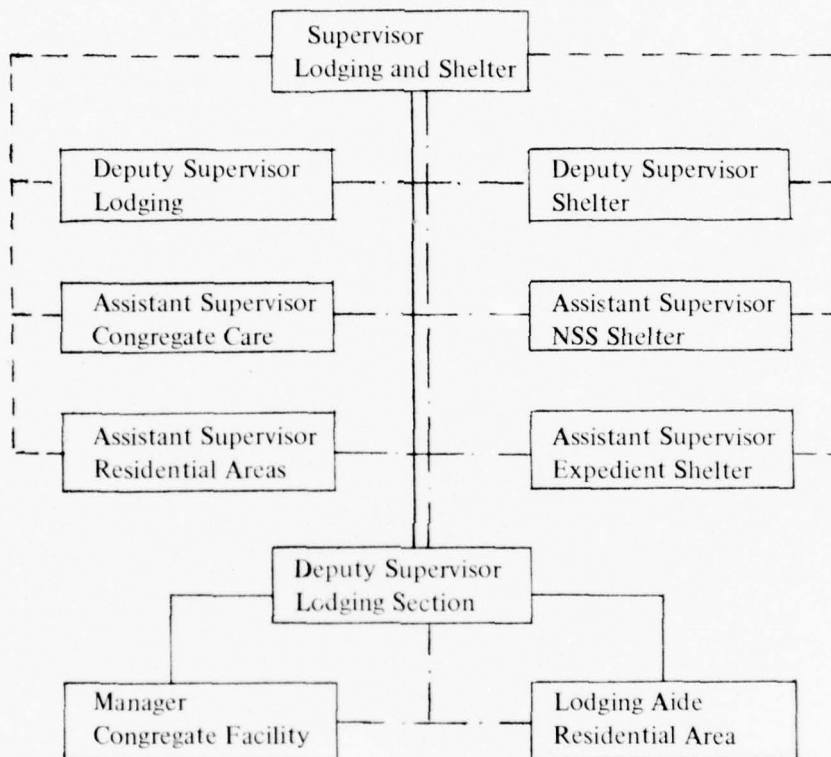 Supervisor
Lodging and Shelter
Deputy Supervisor
Lodging
Deputy Supervisor
Shelter
Assistant Supervisor
Congregate Care
Assistant Supervisor
NSS Shelter
Assistant Supervisor
Residential Areas
Assistant Supervisor
Expedient Shelter
Deputy Supervisor
Lodging Section
Manager
Congregate Facility
Lodging Aide
Residential Area